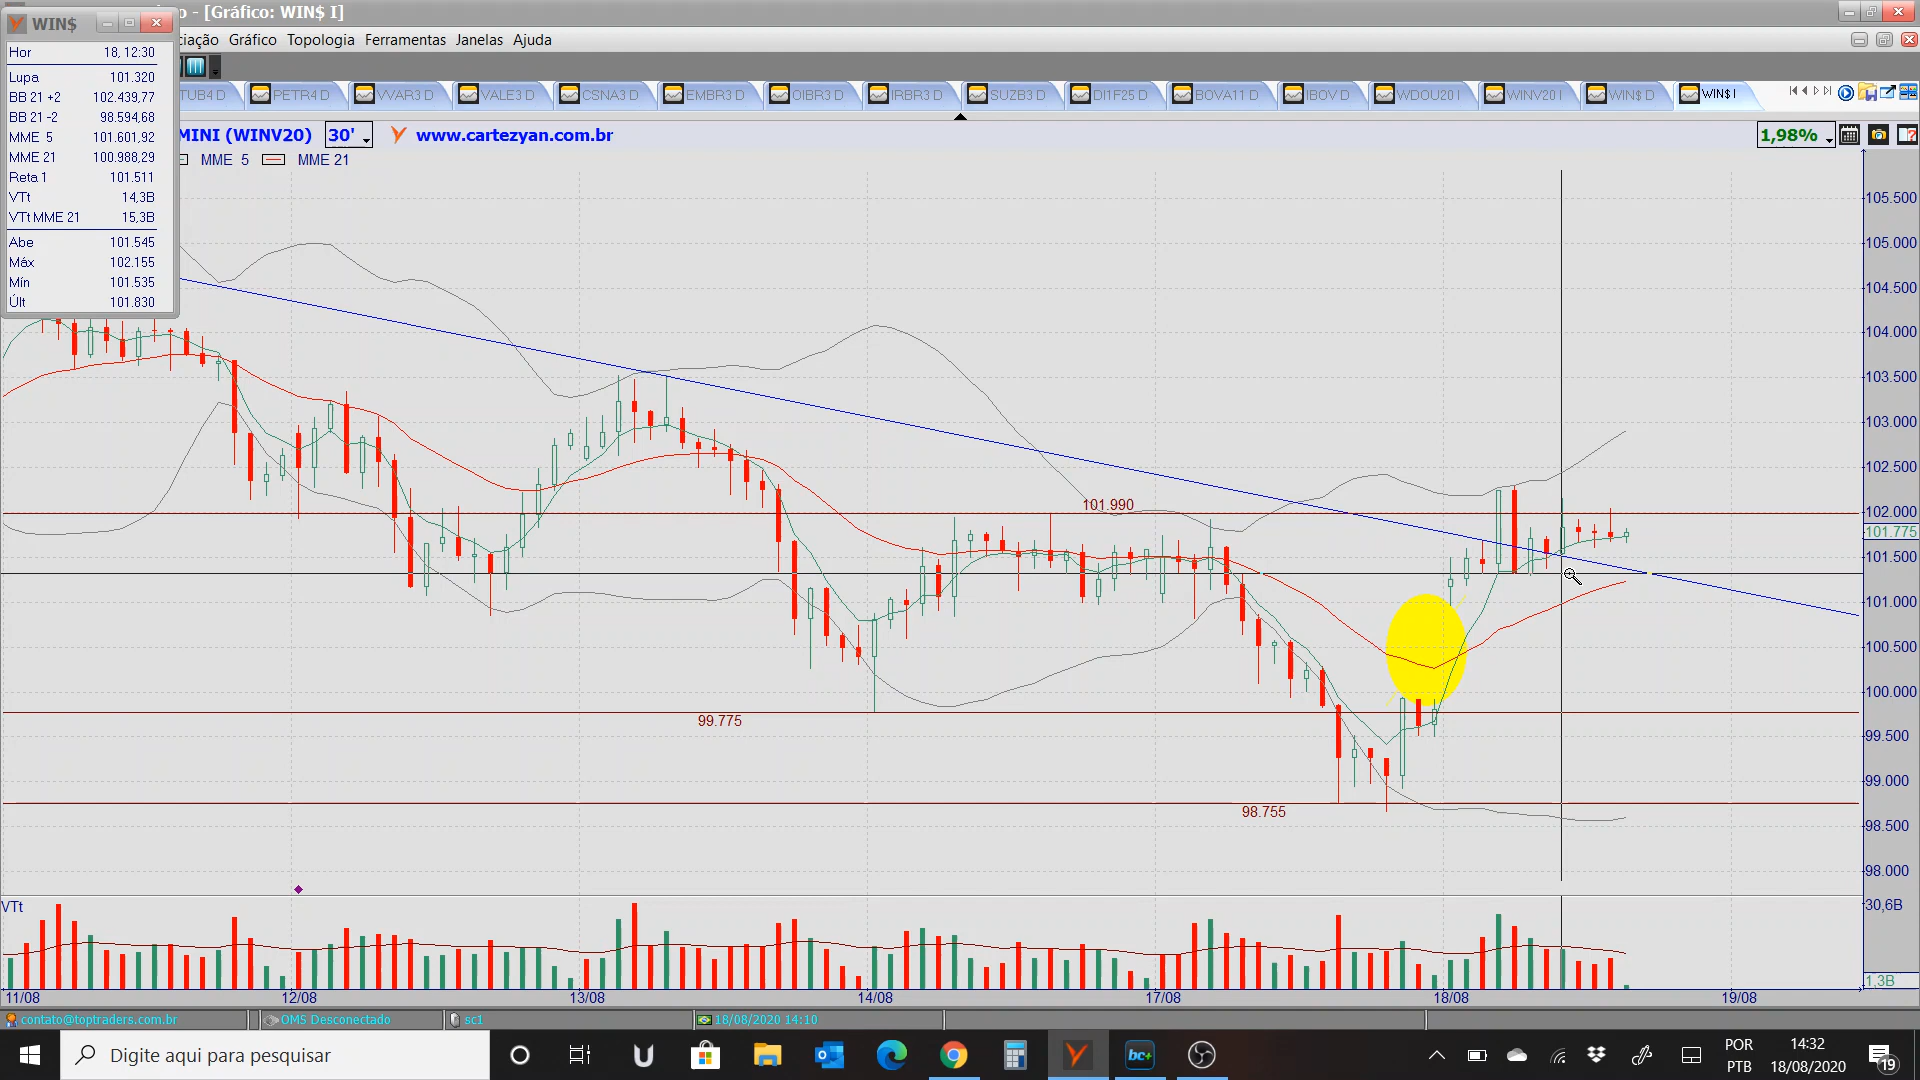 WIN$
o - [Gráfico: WIN$ I]
ciação Gráfico Topologia Ferramentas Janelas Ajuda
Hor 18, 12:30
Lupa 101.320
BB 21 +2 102.439,77
BB 21 -2 98.594,68
MME 5 101.601,92
MME 21 100.988,29
Reta 1 101.511
VTt 14,3B
VTt MME 21 15,3B
Abe 101.545
Máx 102.155
Mín 101.535
Últ 101.830
TUB4 D PETR4 D VVAR3 D VALE3 D CSNA3 D EMBR3 D OIBR3 D IRBR3 D SUZB3 D DI1F25 D BOVA11 D IBOV D WDOU20 I WINV20 I WIN$ D WIN$ I
MINI (WINV20) 30' www.cartezyan.com.br 1,98%
MME 5 MME 21
105.500
105.000
104.500
104.000
103.500
103.000
102.500
101.990
102.000
101.775
101.500
101.000
100.500
100.000
99.775
99.500
99.000
98.755
98.500
98.000
VTt
30,6B
1,3B
11/08 12/08 13/08 14/08 17/08 18/08 19/08
contato@toptraders.com.br OMS Desconectado sc1 18/08/2020 14:10
Digite aqui para pesquisar
bc+
POR
PTB
14:32
18/08/2020
19